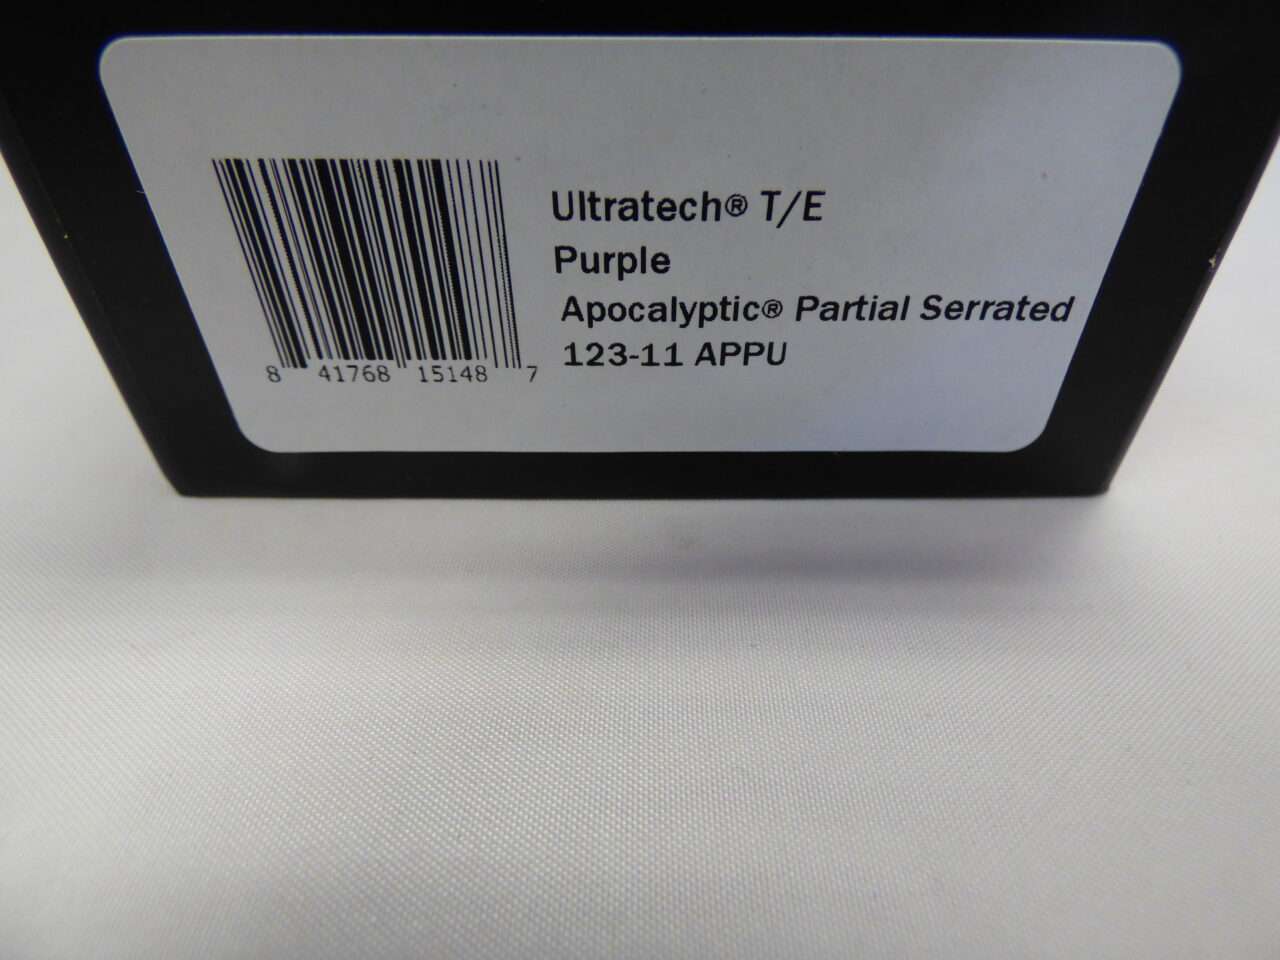 Ultratech® T/E
Purple
Apocalyptic® Partial Serrated
123-11 APPU
8 41768 15148 7